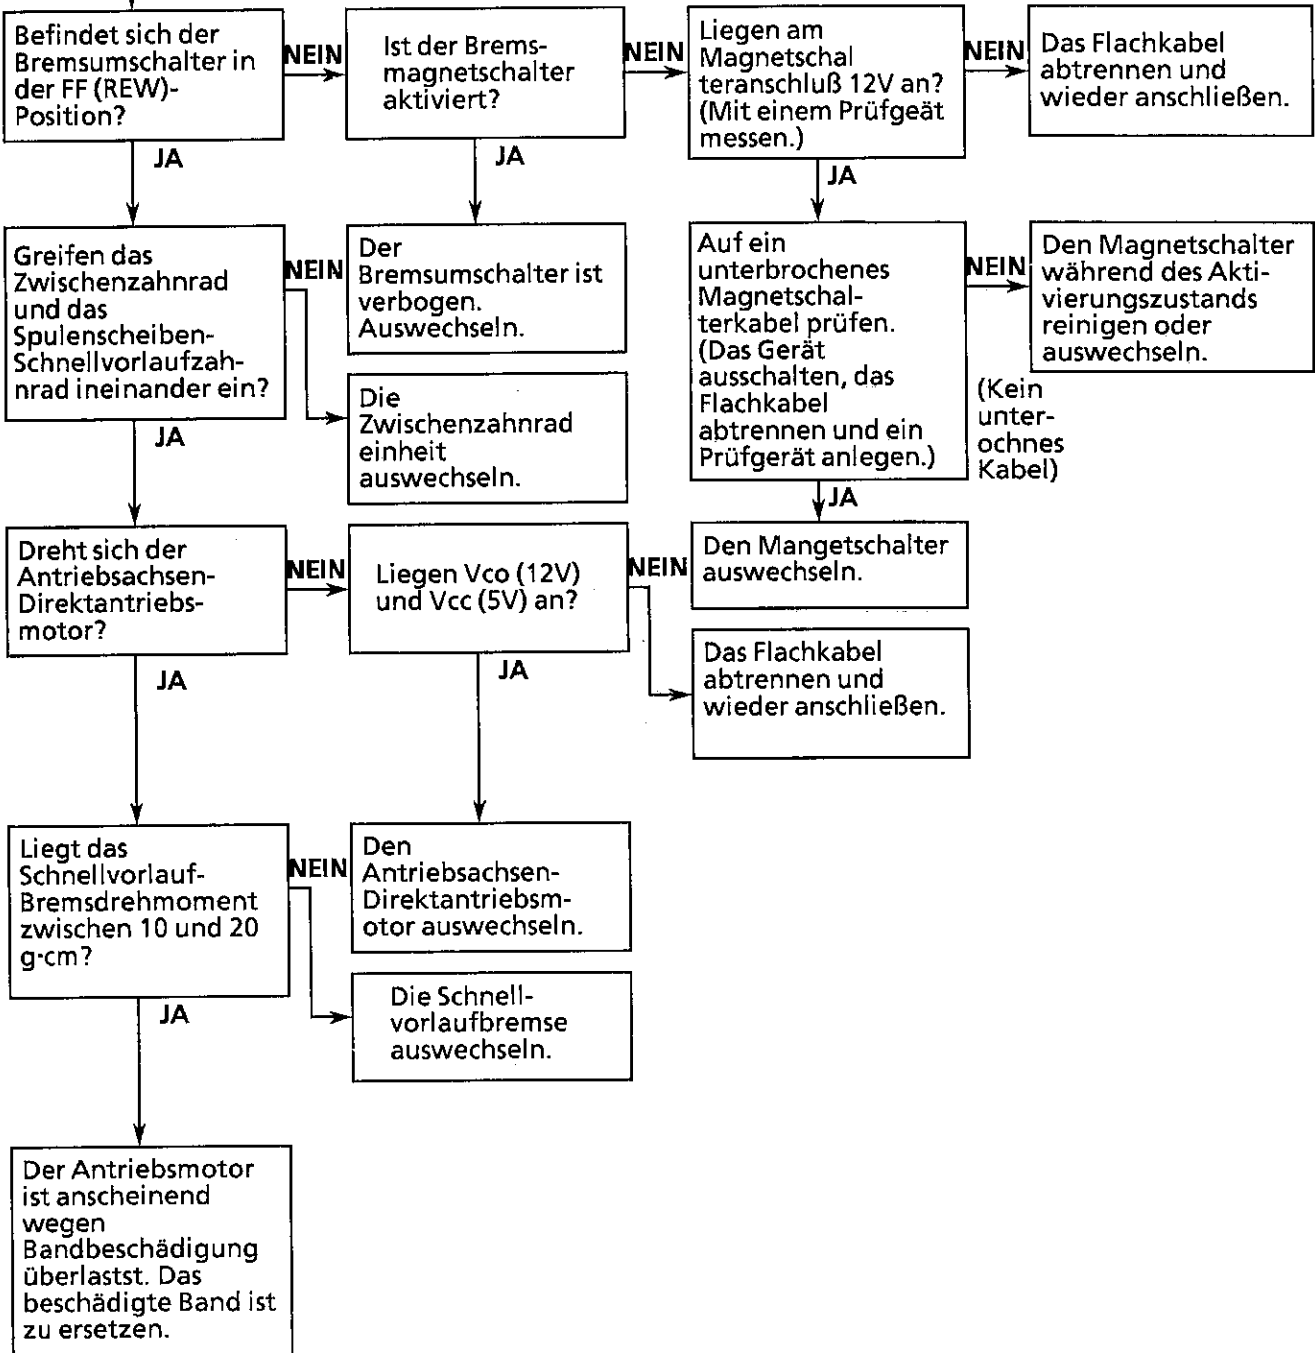 Befindet sich der
Bremsumschalter in
der FF (REW)-
Position?
NEIN
JA
Ist der Brems-
magnetschalter
aktiviert?
NEIN
JA
Liegen am
Magnetschal
teranschluß 12V an?
(Mit einem Prüfgeät
messen.)
NEIN
JA
Das Flachkabel
abtrennen und
wieder anschließen.
Greifen das
Zwischenzahnrad
und das
Spulenscheiben-
Schnellvorlaufzah-
nrad ineinander ein?
NEIN
JA
Der
Bremsumschalter ist
verbogen.
Auswechseln.
Die
Zwischenzahnrad
einheit
auswechseln.
Auf ein
unterbrochenes
Magnetschal-
terkabel prüfen.
(Das Gerät
ausschalten, das
Flachkabel
abtrennen und ein
Prüfgerät anlegen.)
NEIN
(Kein
unter-
ochnes
Kabel)
JA
Den Magnetschalter
während des Akti-
vierungszustands
reinigen oder
auswechseln.
Dreht sich der
Antriebsachsen-
Direktantriebs-
motor?
NEIN
JA
Liegen Vco (12V)
und Vcc (5V) an?
NEIN
JA
Den Mangetschalter
auswechseln.
Das Flachkabel
abtrennen und
wieder anschließen.
Liegt das
Schnellvorlauf-
Bremsdrehmoment
zwischen 10 und 20
g·cm?
NEIN
JA
Den
Antriebsachsen-
Direktantriebsm-
otor auswechseln.
Die Schnell-
vorlaufbremse
auswechseln.
Der Antriebsmotor
ist anscheinend
wegen
Bandbeschädigung
überlastst. Das
beschädigte Band ist
zu ersetzen.